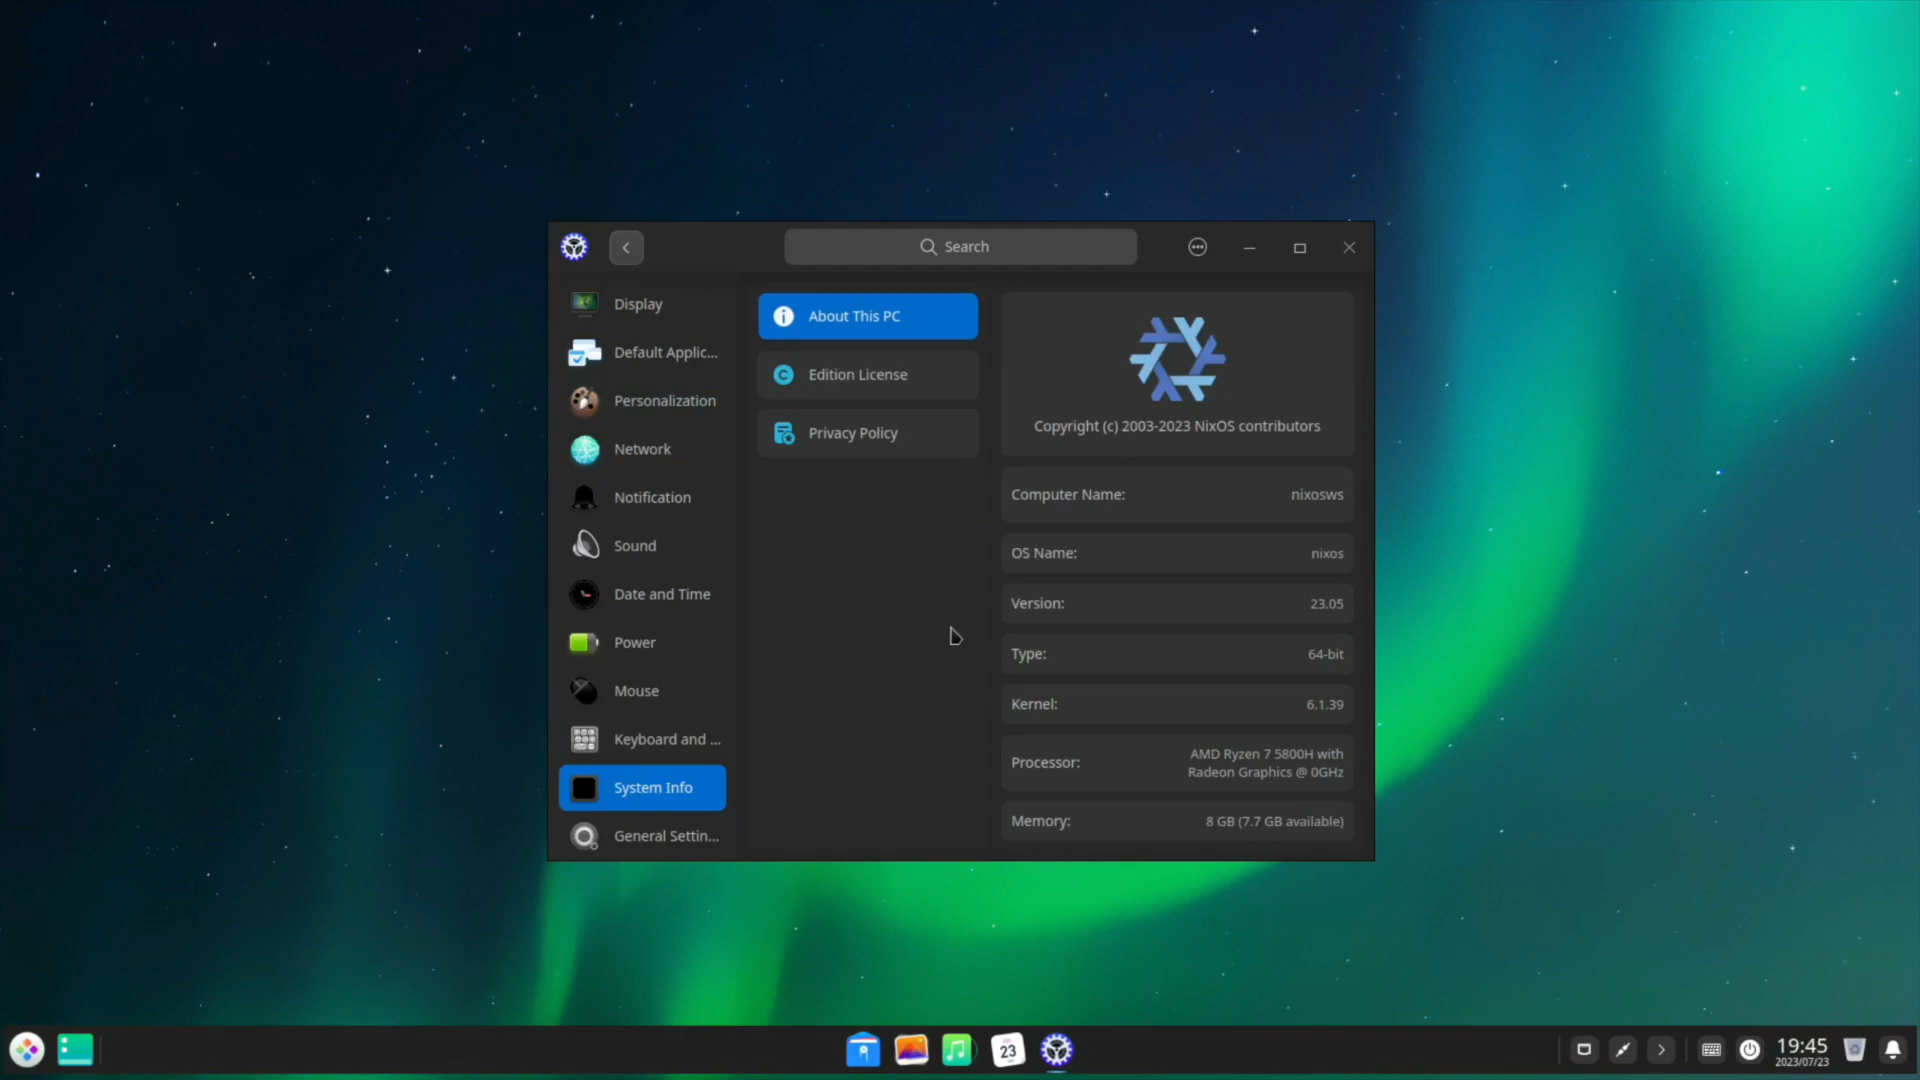 Search
Display
Default Applic...
Personalization
Network
Notification
Sound
Date and Time
Power
Mouse
Keyboard and ...
System Info
General Settin...
About This PC
Edition License
Privacy Policy
Copyright (c) 2003-2023 NixOS contributors
Computer Name: nixosws
OS Name: nixos
Version: 23.05
Type: 64-bit
Kernel: 6.1.39
Processor: AMD Ryzen 7 5800H with
Radeon Graphics @ 0GHz
Memory: 8 GB (7.7 GB available)
23
19:45
2023/07/23